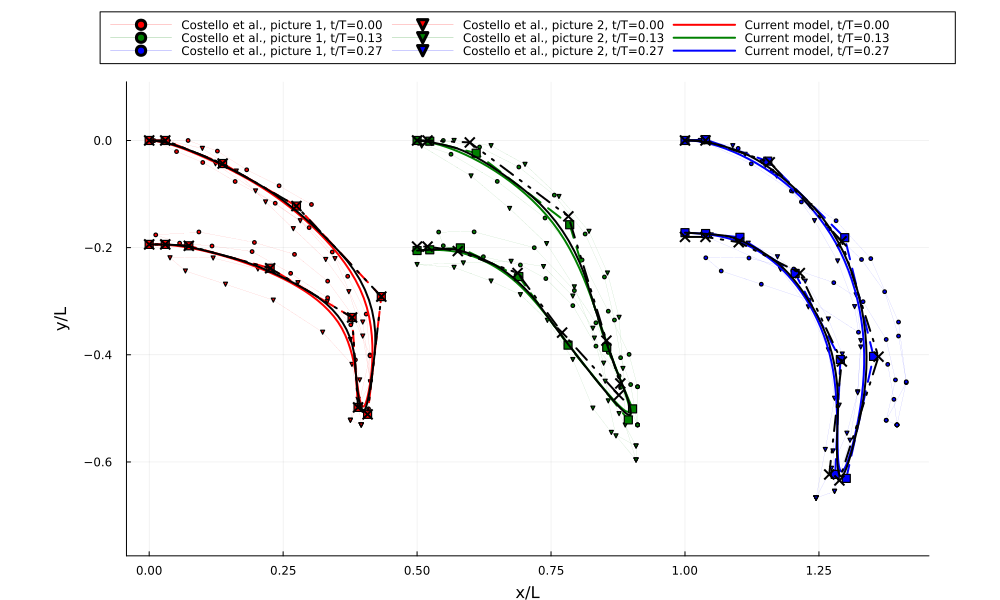 Costello et al., picture 1, t/T=0.00 Costello et al., picture 2, t/T=0.00 Current model, t/T=0.00
Costello et al., picture 1, t/T=0.13 Costello et al., picture 2, t/T=0.13 Current model, t/T=0.13
Costello et al., picture 1, t/T=0.27 Costello et al., picture 2, t/T=0.27 Current model, t/T=0.27
0.0
−0.2
y/L
−0.4
−0.6
0.00 0.25 0.50 0.75 1.00 1.25
x/L